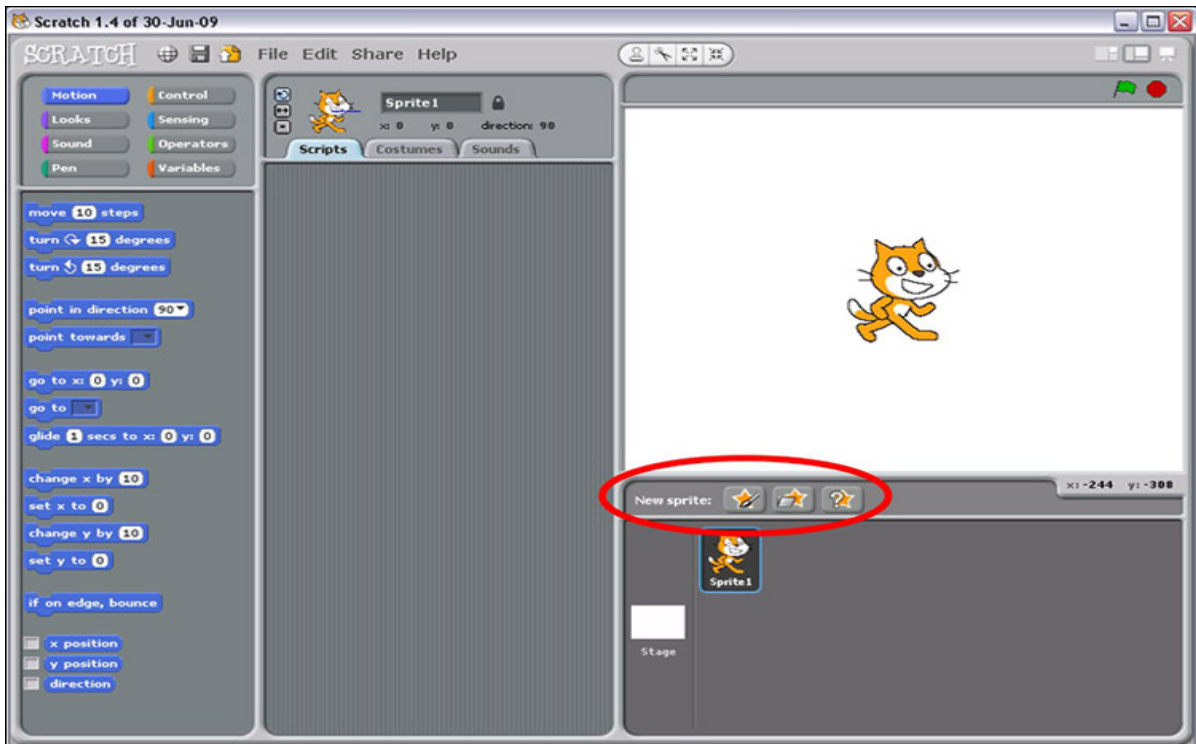 Scratch 1.4 of 30-Jun-09
SCRATCH File Edit Share Help
Motion Control
Looks Sensing
Sound Operators
Pen Variables
move 10 steps
turn 15 degrees
turn 15 degrees
point in direction 90
point towards
go to x: 0 y: 0
go to
glide 1 secs to x: 0 y: 0
change x by 10
set x to 0
change y by 10
set y to 0
if on edge, bounce
x position
y position
direction
Sprite1
x: 0 y: 0 direction: 90
Scripts Costumes Sounds
x: -244 y: -308
New sprite:
Sprite1
Stage